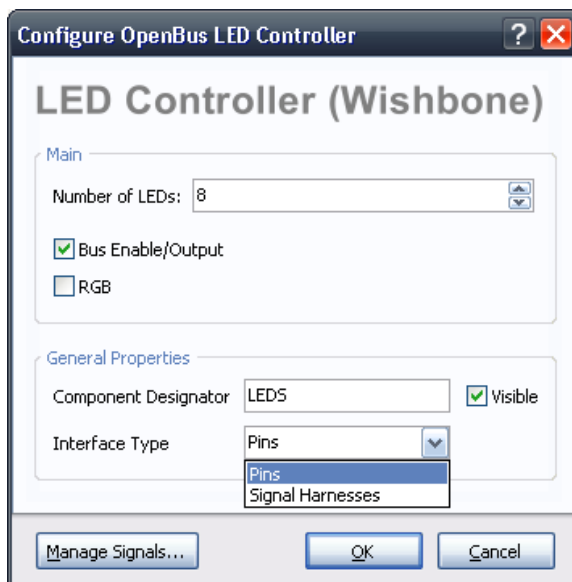 Configure OpenBus LED Controller
LED Controller (Wishbone)
Main
Number of LEDs: 8
Bus Enable/Output
RGB
General Properties
Component Designator LEDS Visible
Interface Type Pins
Pins
Signal Harnesses
Manage Signals... OK Cancel